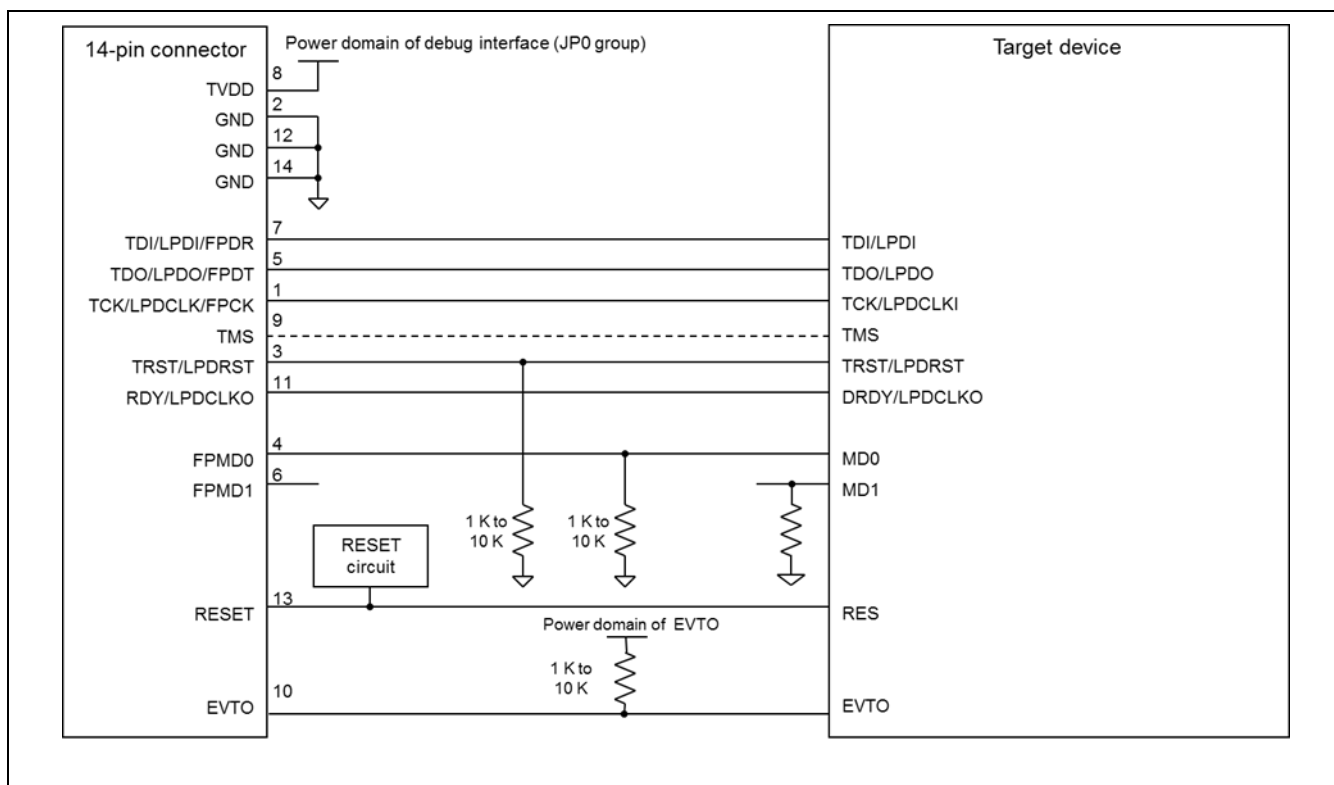 14-pin connector
Power domain of debug interface (JP0 group)
Target device
8
TVDD
2
GND
12
GND
14
GND
7
TDI/LPDI/FPDR
TDI/LPDI
5
TDO/LPDO/FPDT
TDO/LPDO
1
TCK/LPDCLK/FPCK
TCK/LPDCLKI
9
TMS
TMS
3
TRST/LPDRST
TRST/LPDRST
11
RDY/LPDCLKO
DRDY/LPDCLKO
4
FPMD0
MD0
6
FPMD1
MD1
1 K to
10 K
1 K to
10 K
RESET
circuit
13
RESET
RES
Power domain of EVTO
1 K to
10 K
10
EVTO
EVTO